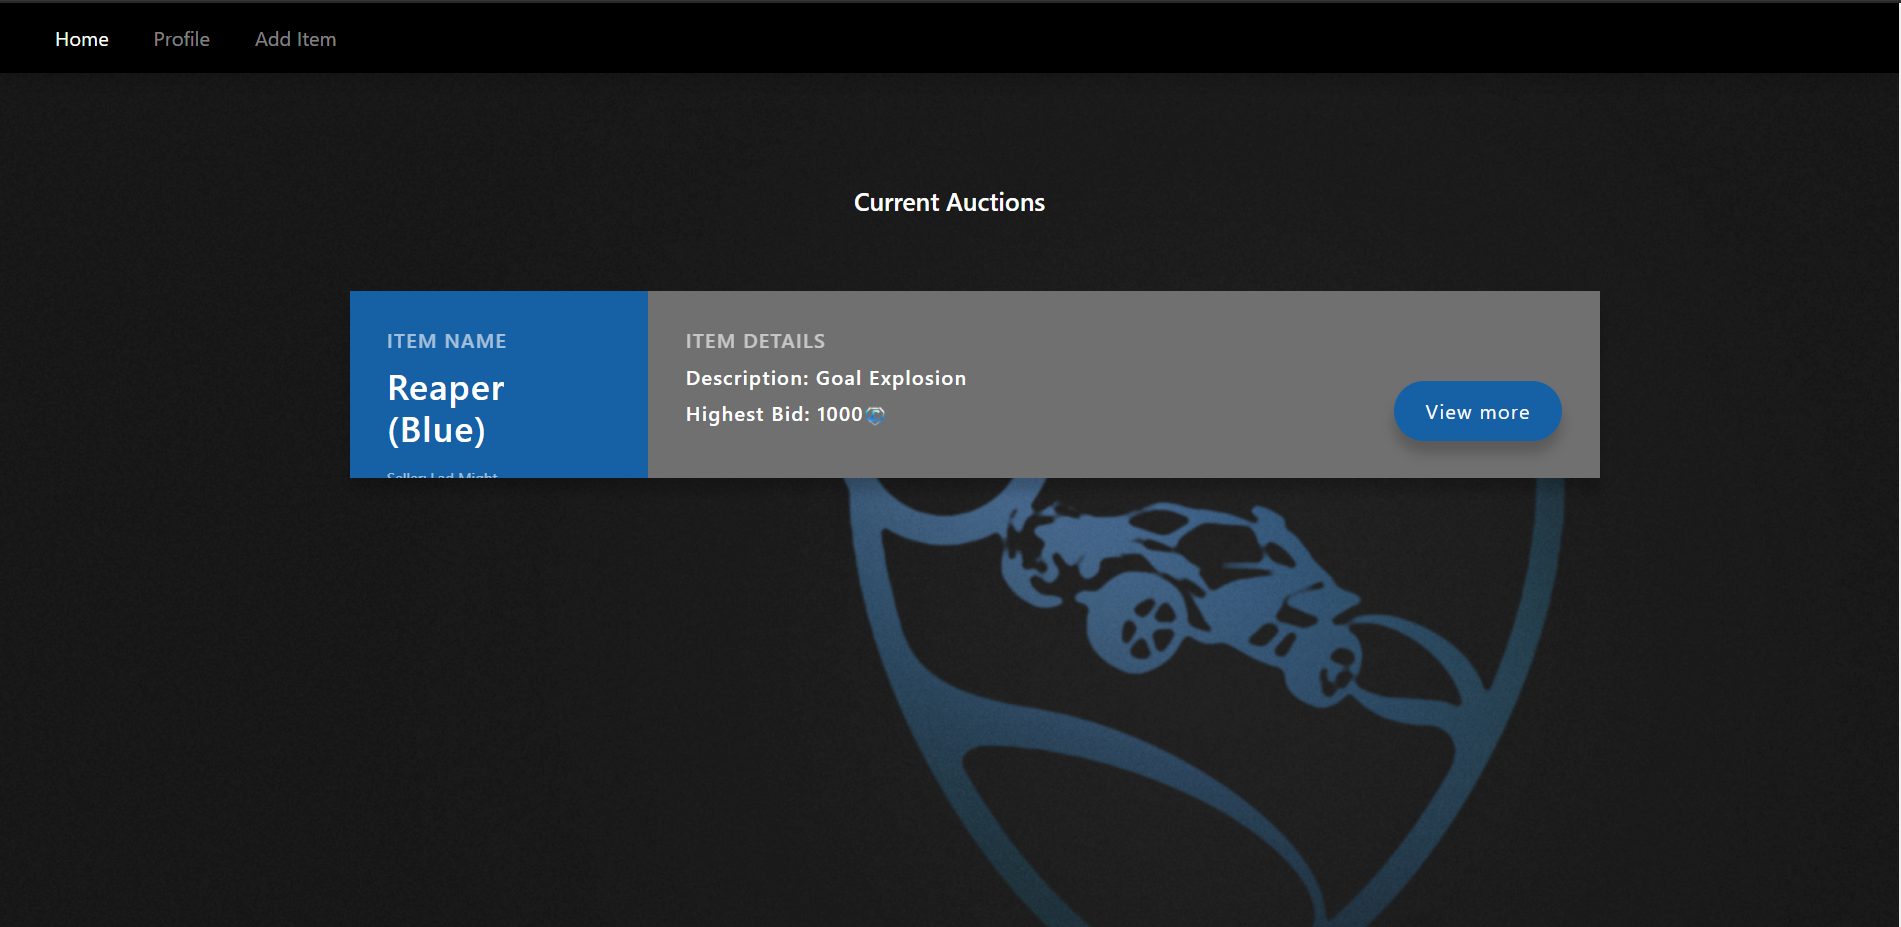 Home Profile Add Item
Current Auctions
ITEM NAME
Reaper
(Blue)
ITEM DETAILS
Description: Goal Explosion
Highest Bid: 1000
View more